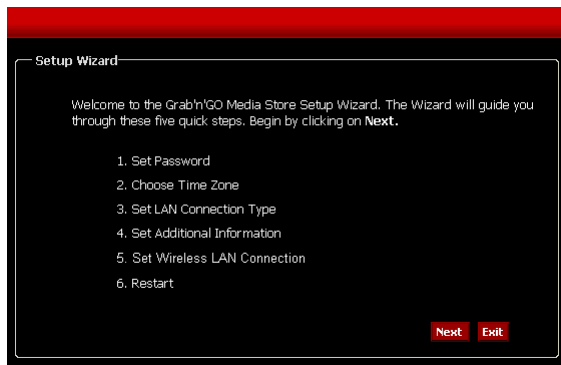 Setup Wizard
Welcome to the Grab'n'GO Media Store Setup Wizard. The Wizard will guide you
through these five quick steps. Begin by clicking on Next.
1. Set Password
2. Choose Time Zone
3. Set LAN Connection Type
4. Set Additional Information
5. Set Wireless LAN Connection
6. Restart
Next Exit